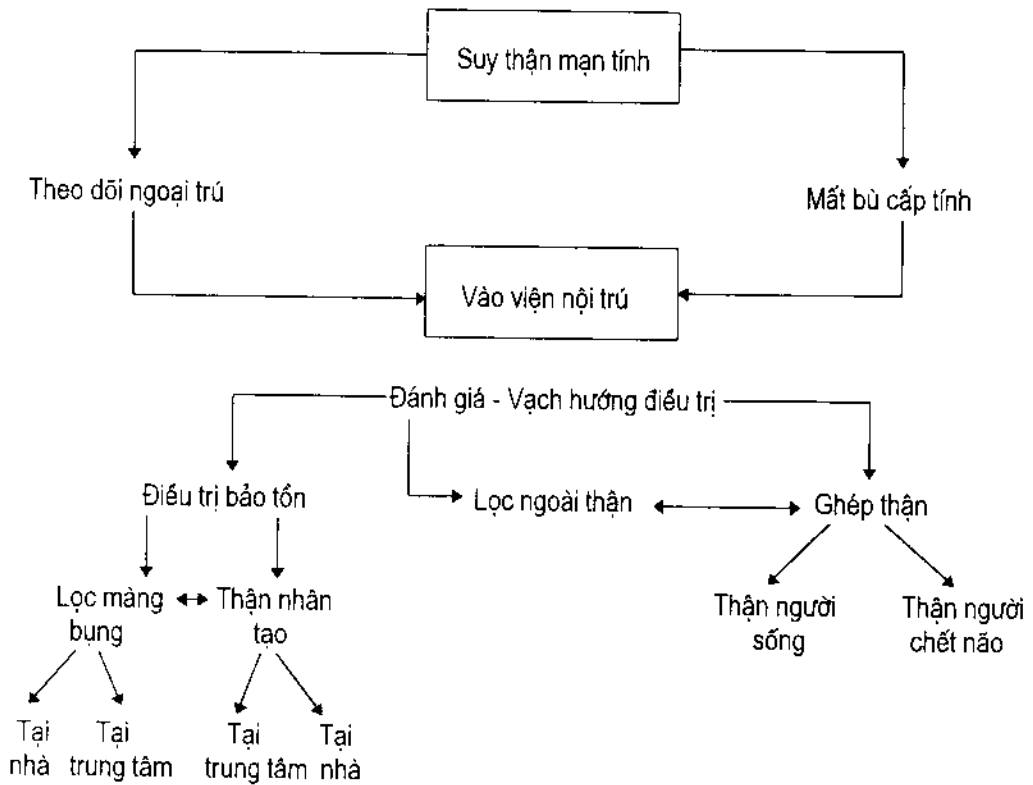 Suy thận mạn tính
Theo dõi ngoại trú
Mất bù cấp tính
Vào viện nội trú
Đánh giá - Vạch hướng điều trị
Điều trị bảo tồn
Lọc ngoài thận
Ghép thận
Lọc màng
bụng
Thận nhân
tạo
Thận người
sống
Thận người
chết não
Tại
nhà
Tại
trung tâm
Tại
trung tâm
Tại
nhà